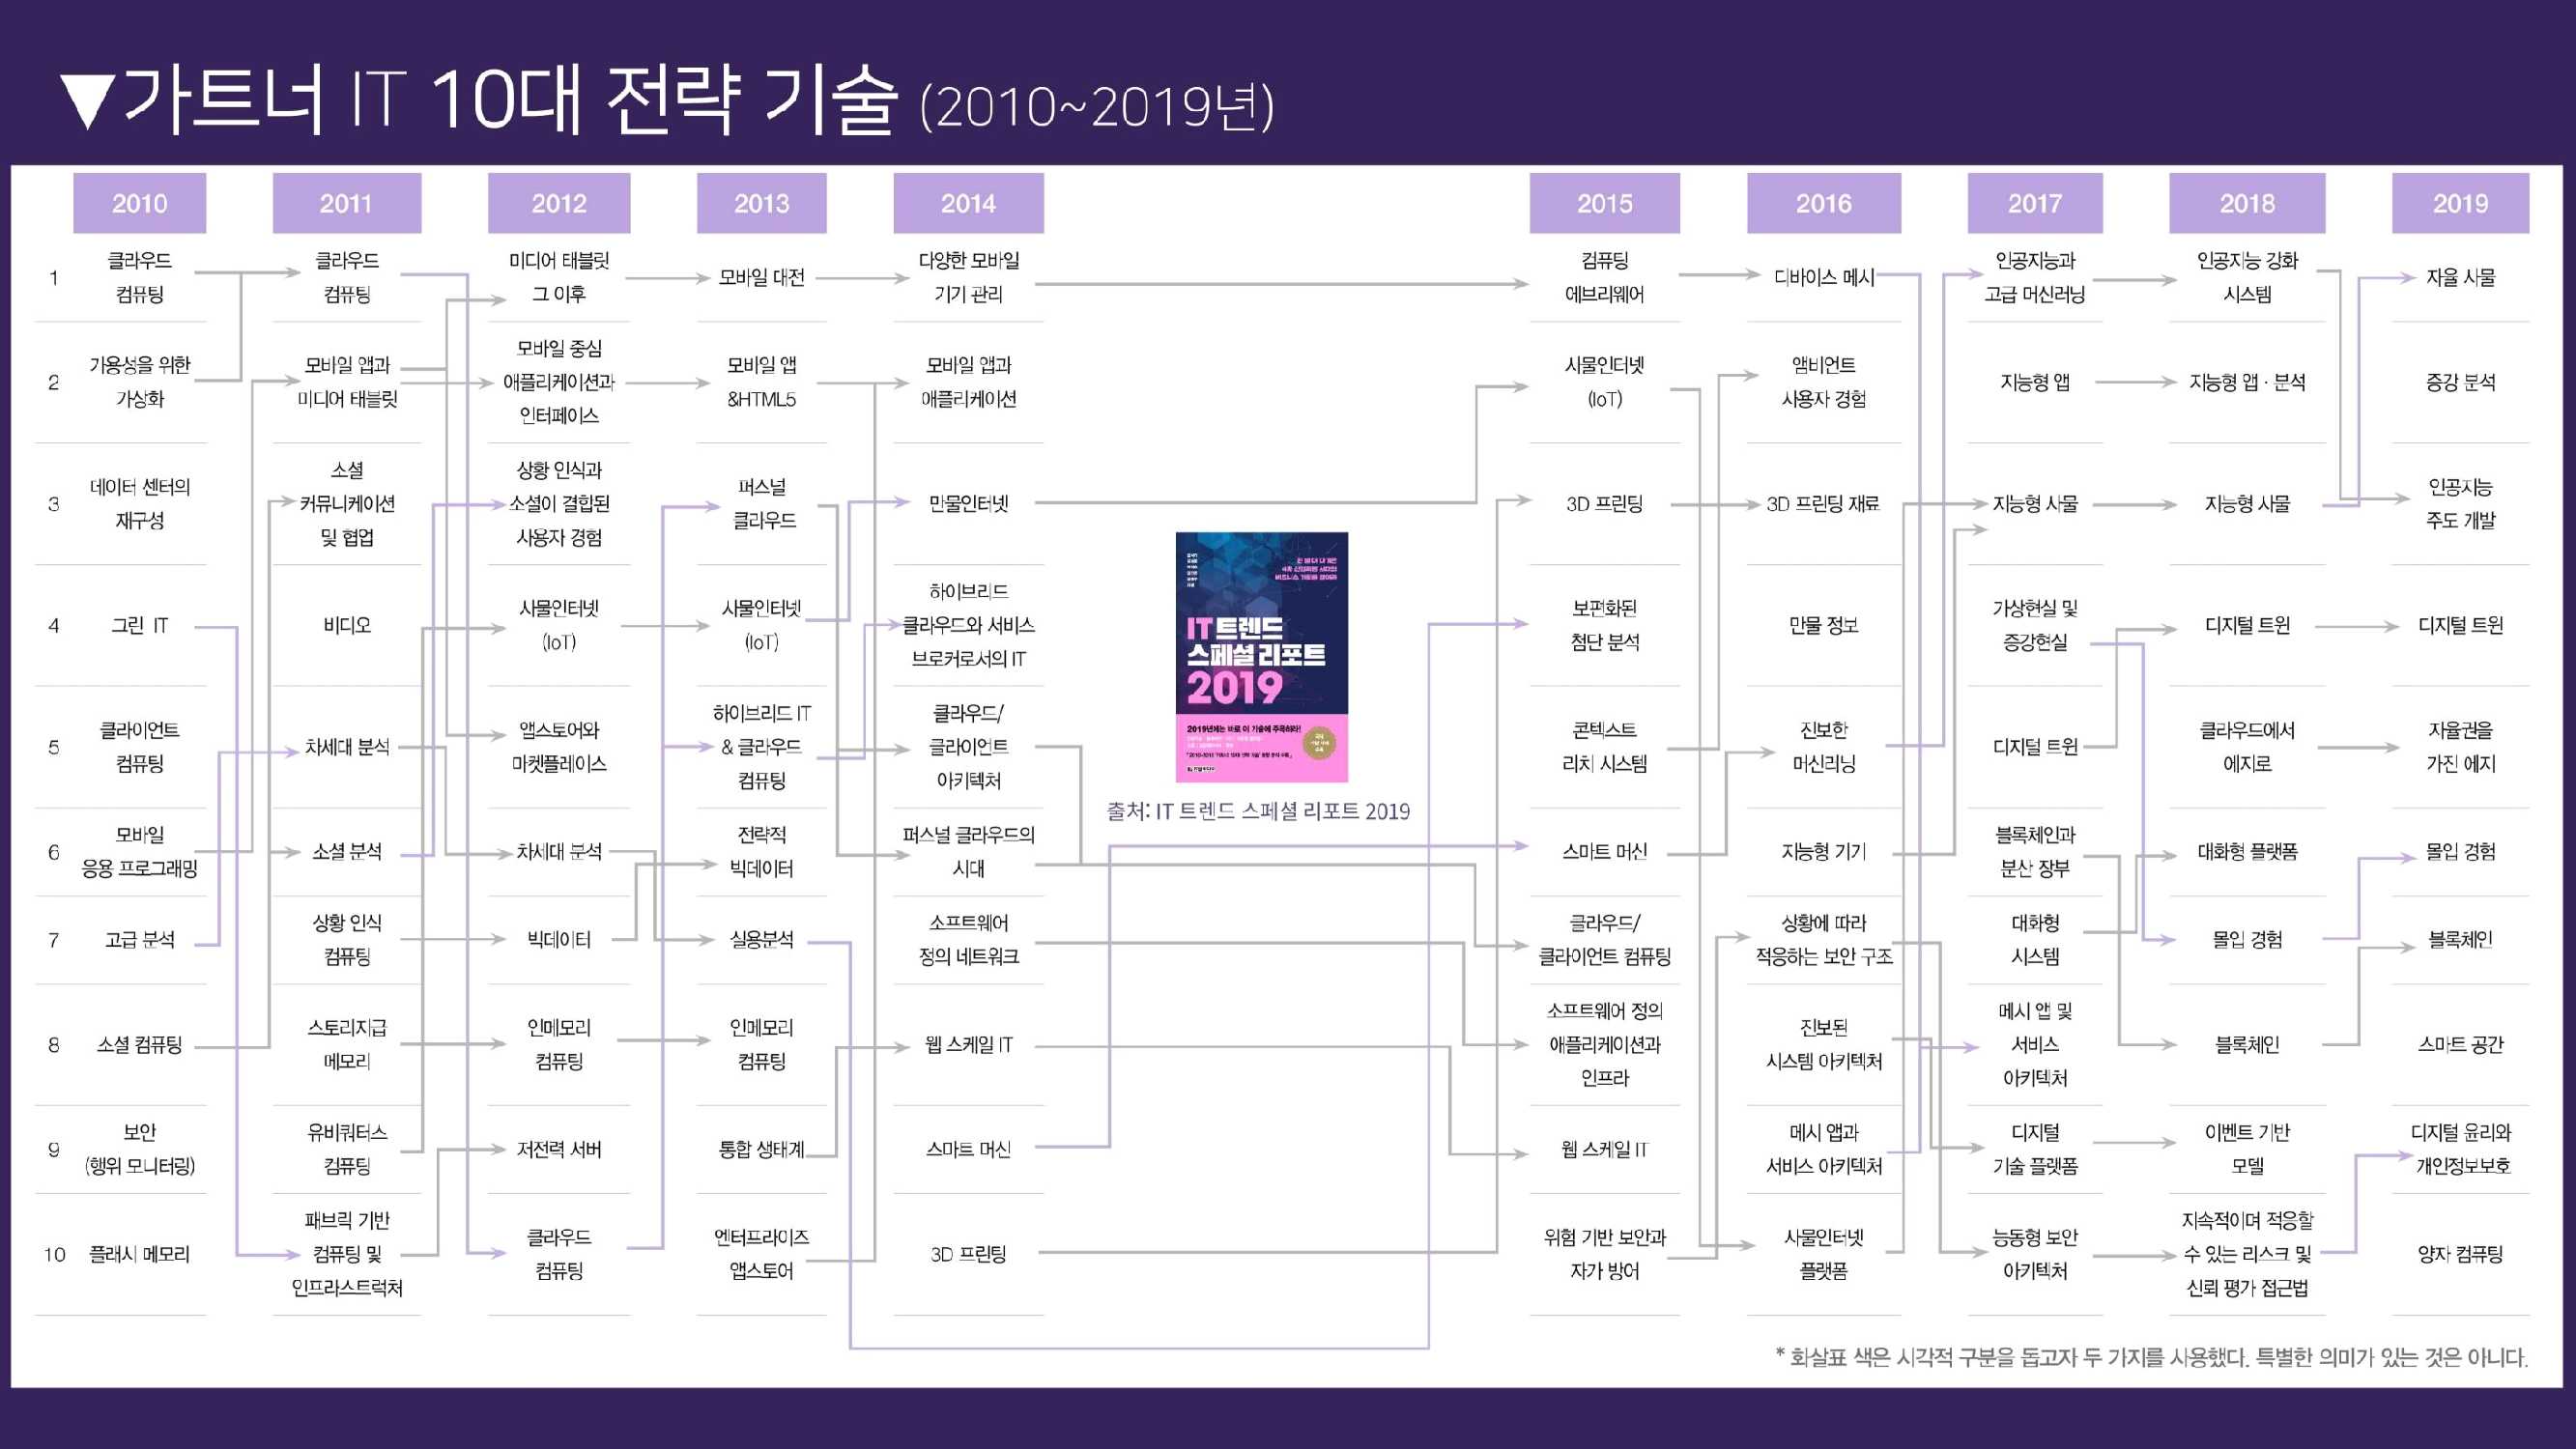 ▼가트너 IT 10대 전략 기술 (2010~2019년)
2010
2011
2012
2013
2014
2015
2016
2017
2018
2019
1
클라우드
컴퓨팅
클라우드
컴퓨팅
미디어 태블릿
그 이후
모바일 대전
다양한 모바일
기기 관리
컴퓨팅
에브리웨어
디바이스 메시
인공지능과
고급 머신러닝
인공지능 강화
시스템
자율 사물
2
가용성을 위한
가상화
모바일 앱과
미디어 태블릿
모바일 중심
애플리케이션과
인터페이스
모바일 앱
&HTML5
모바일 앱과
애플리케이션
사물인터넷
(IoT)
앰비언트
사용자 경험
지능형 앱
지능형 앱 · 분석
증강 분석
3
데이터 센터의
재구성
소셜
커뮤니케이션
및 협업
상황 인식과
소셜이 결합된
사용자 경험
퍼스널
클라우드
만물인터넷
3D 프린팅
3D 프린팅 재료
지능형 사물
지능형 사물
인공지능
주도 개발
4
그린 IT
비디오
사물인터넷
(IoT)
사물인터넷
(IoT)
하이브리드
클라우드와 서비스
브로커로서의 IT
보편화된
첨단 분석
만물 정보
가상현실 및
증강현실
디지털 트윈
디지털 트윈
5
클라이언트
컴퓨팅
차세대 분석
앱스토어와
마켓플레이스
하이브리드 IT
& 클라우드
컴퓨팅
클라우드/
클라이언트
아키텍처
콘텍스트
리치 시스템
진보한
머신러닝
디지털 트윈
클라우드에서
에지로
자율권을
가진 에지
6
모바일
응용 프로그래밍
소셜 분석
차세대 분석
전략적
빅데이터
퍼스널 클라우드의
시대
스마트 머신
지능형 기기
블록체인과
분산 장부
대화형 플랫폼
몰입 경험
7
고급 분석
상황 인식
컴퓨팅
빅데이터
실용분석
소프트웨어
정의 네트워크
클라우드/
클라이언트 컴퓨팅
상황에 따라
적응하는 보안 구조
대화형
시스템
몰입 경험
블록체인
8
소셜 컴퓨팅
스토리지급
메모리
인메모리
컴퓨팅
인메모리
컴퓨팅
웹 스케일 IT
소프트웨어 정의
애플리케이션과
인프라
진보된
시스템 아키텍처
메시 앱 및
서비스
아키텍처
블록체인
스마트 공간
9
보안
(행위 모니터링)
유비쿼터스
컴퓨팅
저전력 서버
통합 생태계
스마트 머신
웹 스케일 IT
메시 앱과
서비스 아키텍처
디지털
기술 플랫폼
이벤트 기반
모델
디지털 윤리와
개인정보보호
10
플래시 메모리
패브릭 기반
컴퓨팅 및
인프라스트럭처
클라우드
컴퓨팅
엔터프라이즈
앱스토어
3D 프린팅
위험 기반 보안과
자가 방어
사물인터넷
플랫폼
능동형 보안
아키텍처
지속적이며 적응할
수 있는 리스크 및
신뢰 평가 접근법
양자 컴퓨팅
IT트렌드
스페셜 리포트
2019
2019년에는 바로 이 기술에 주목하라!
출처: IT 트렌드 스페셜 리포트 2019
* 화살표 색은 시각적 구분을 돕고자 두 가지를 사용했다. 특별한 의미가 있는 것은 아니다.